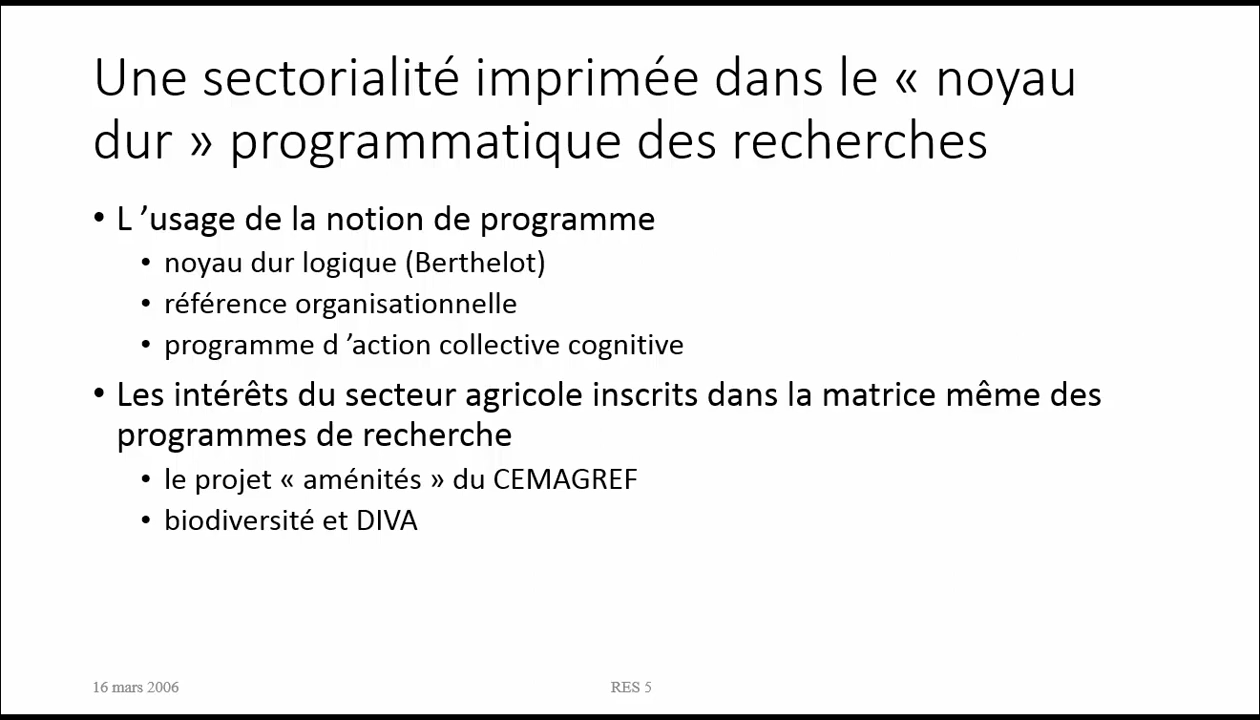 Une sectorialité imprimée dans le « noyau
dur » programmatique des recherches
• L ’usage de la notion de programme
• noyau dur logique (Berthelot)
• référence organisationnelle
• programme d ’action collective cognitive
• Les intérêts du secteur agricole inscrits dans la matrice même des
programmes de recherche
• le projet « aménités » du CEMAGREF
• biodiversité et DIVA
16 mars 2006
RES 5